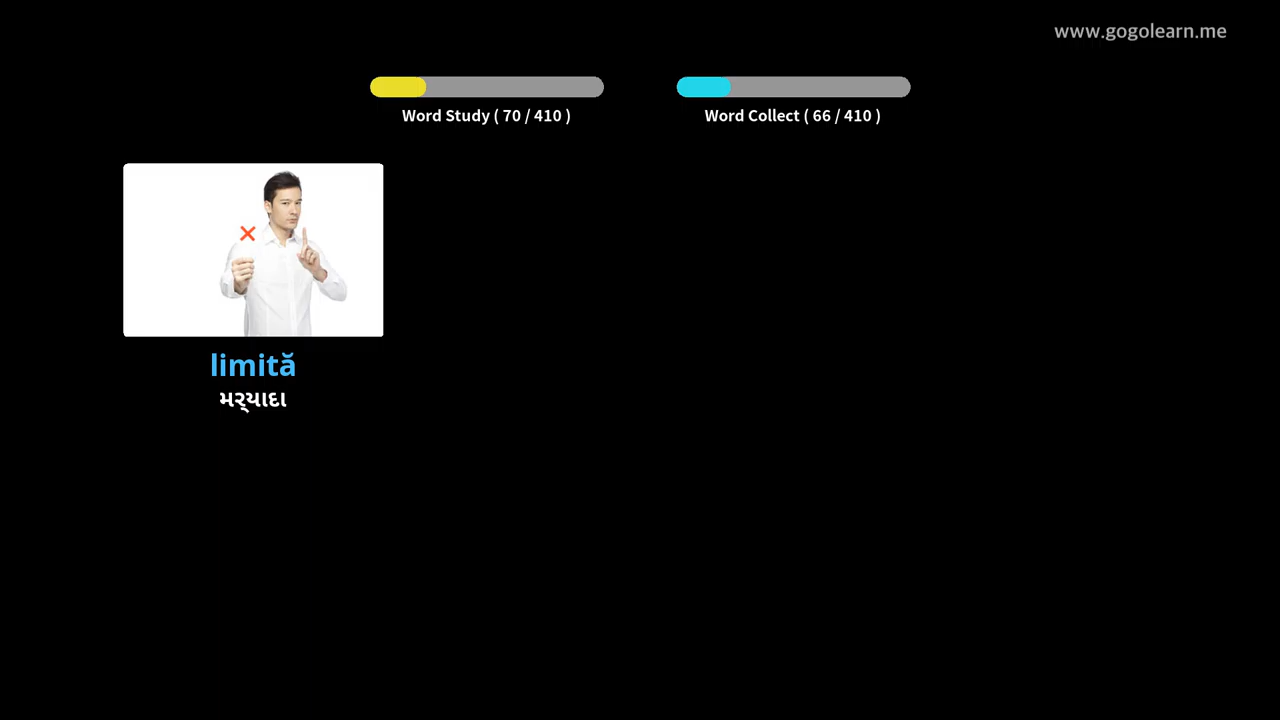 www.gogolearn.me
Word Study ( 70 / 410 )
Word Collect ( 66 / 410 )
limită
મર્યાદા